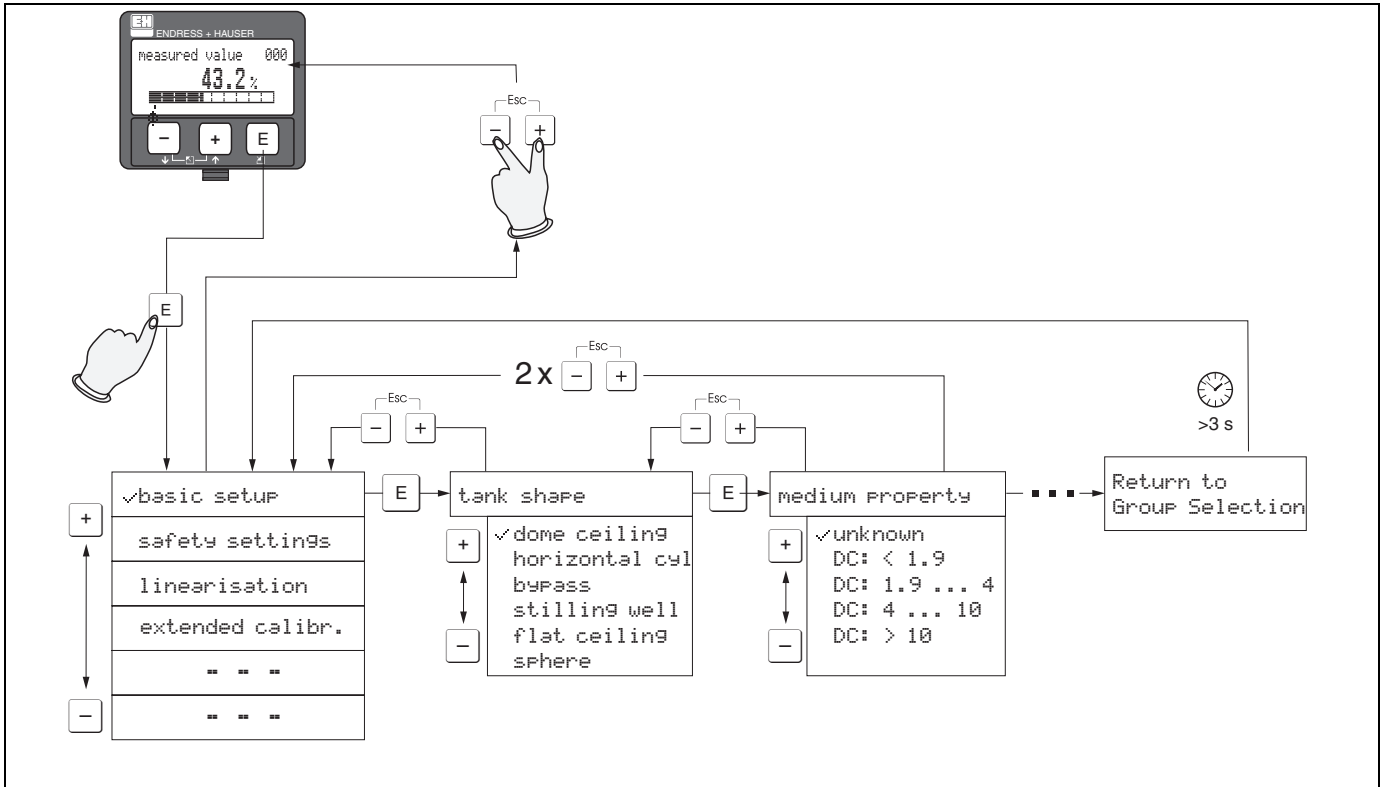 EH
ENDRESS + HAUSER
measured value 000
43.2 %
- + E
Esc
- +
E
Esc
2 x - +
Esc
- +
Esc
- +
>3 s
✓basic setup
safety settings
linearisation
extended calibr.
- - -
- - -
+
-
E
tank shape
✓dome ceiling
horizontal cyl
bypass
stilling well
flat ceiling
sphere
+
-
E
medium property
✓unknown
DC: < 1.9
DC: 1.9 ... 4
DC: 4 ... 10
DC: > 10
+
-
Return to
Group Selection